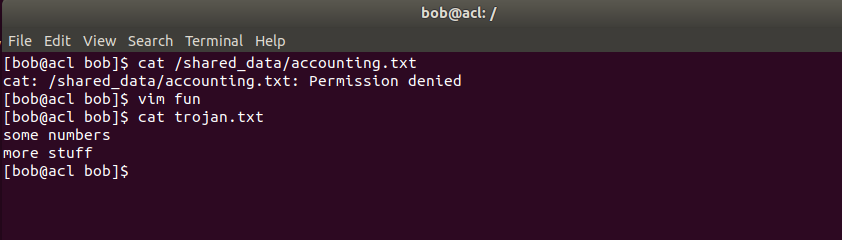 bob@acl: /
File Edit View Search Terminal Help
[bob@acl bob]$ cat /shared_data/accounting.txt
cat: /shared_data/accounting.txt: Permission denied
[bob@acl bob]$ vim fun
[bob@acl bob]$ cat trojan.txt
some numbers
more stuff
[bob@acl bob]$